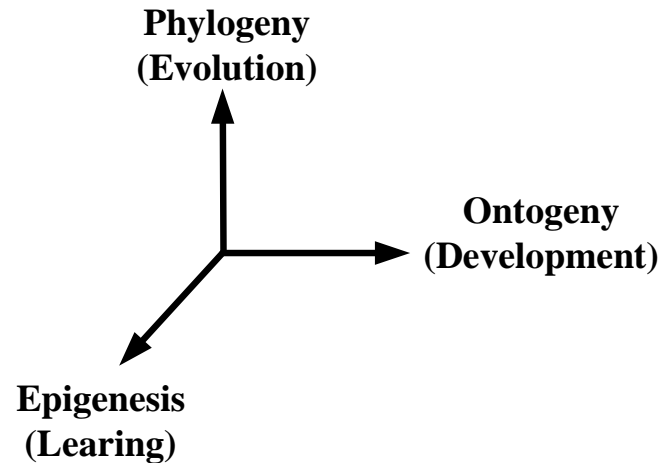 Phylogeny
(Evolution)
Ontogeny
(Development)
Epigenesis
(Learing)